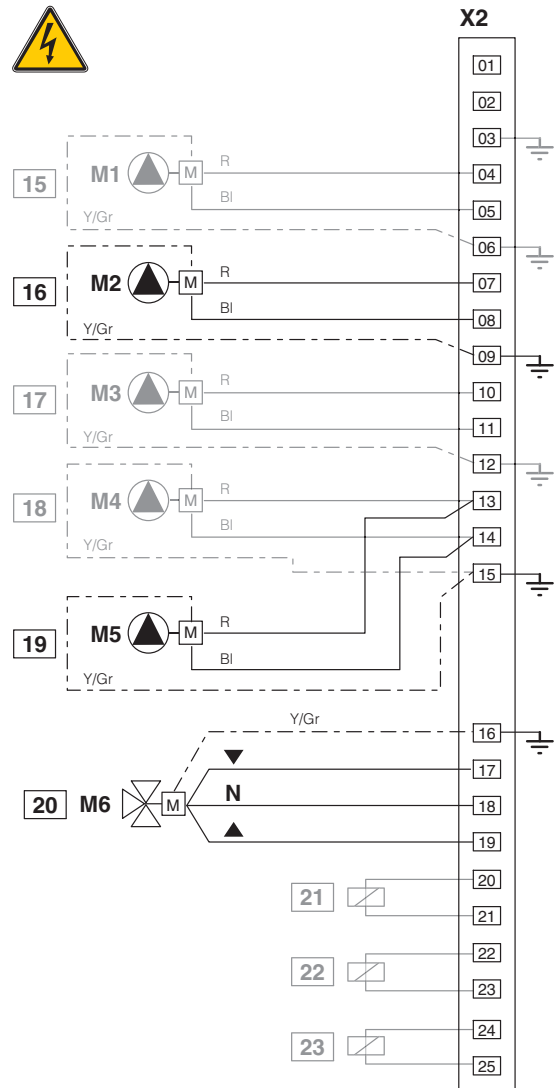 X2
01
02
03
15 M1 M R 04
Bl 05
Y/Gr 06
16 M2 M R 07
Bl 08
Y/Gr 09
17 M3 M R 10
Bl 11
Y/Gr 12
18 M4 M R 13
Bl 14
Y/Gr 15
19 M5 M R
Bl
Y/Gr
Y/Gr 16
17
20 M6 M N 18
19
20
21
21
22
22
23
24
23
25